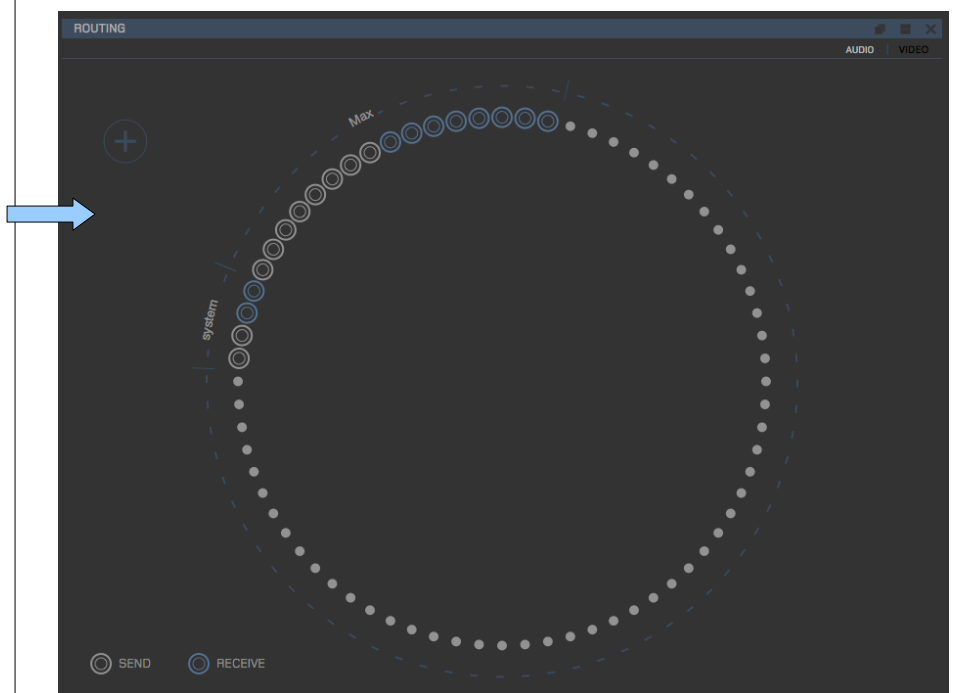 ROUTING
AUDIO VIDEO
Max
system
SEND RECEIVE